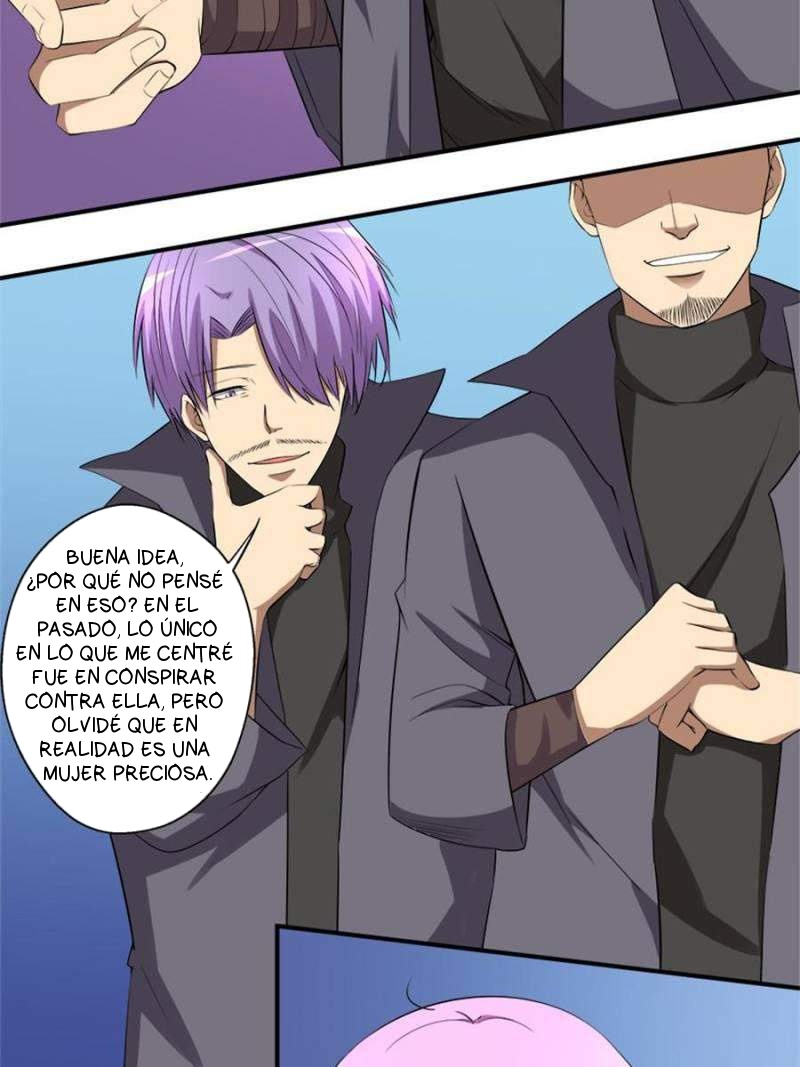 BUENA IDEA,
¿POR QUÉ NO PENSÉ
EN ESO? EN EL
PASADO, LO ÚNICO
EN LO QUE ME CENTRÉ
FUE EN CONSPIRAR
CONTRA ELLA, PERO
OLVIDÉ QUE EN
REALIDAD ES UNA
MUJER PRECIOSA.